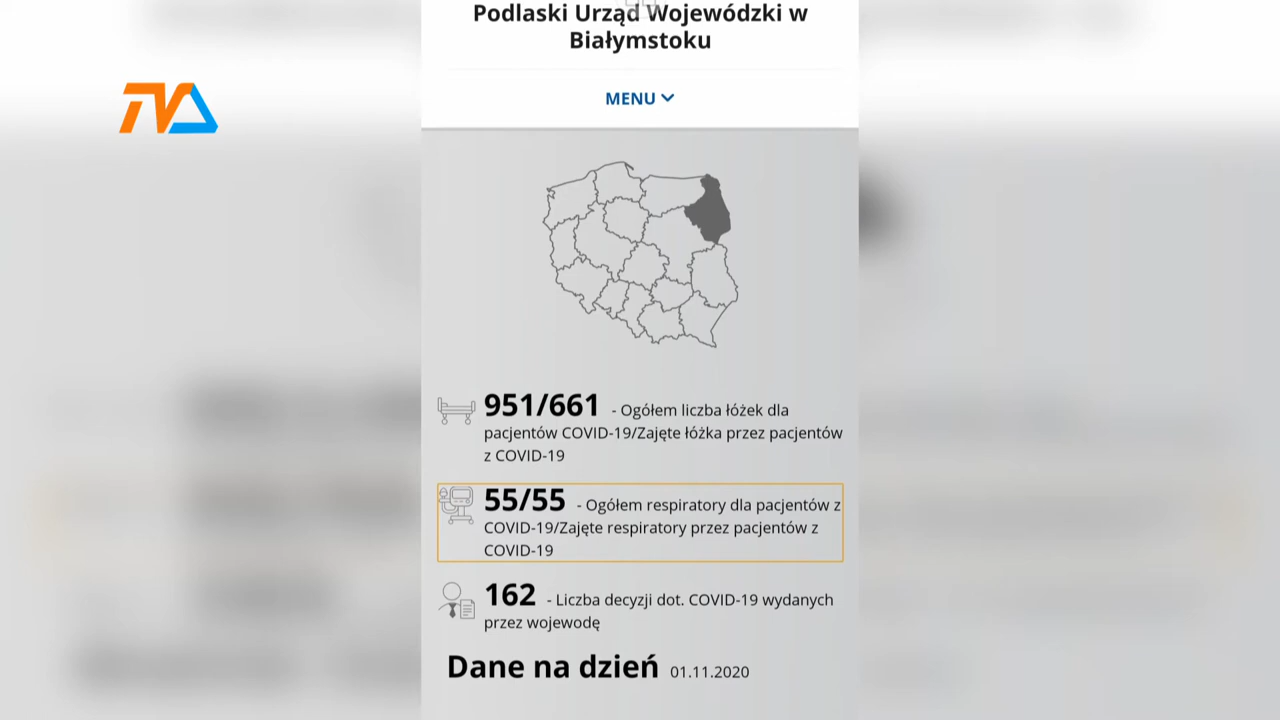 Podlaski Urząd Wojewódzki w
Białymstoku
TVA
MENU
951/661 - Ogółem liczba łóżek dla
pacjentów COVID-19/Zajęte łóżka przez pacjentów
z COVID-19
55/55 - Ogółem respiratory dla pacjentów z
COVID-19/Zajęte respiratory przez pacjentów z
COVID-19
162 - Liczba decyzji dot. COVID-19 wydanych
przez wojewodę
Dane na dzień 01.11.2020